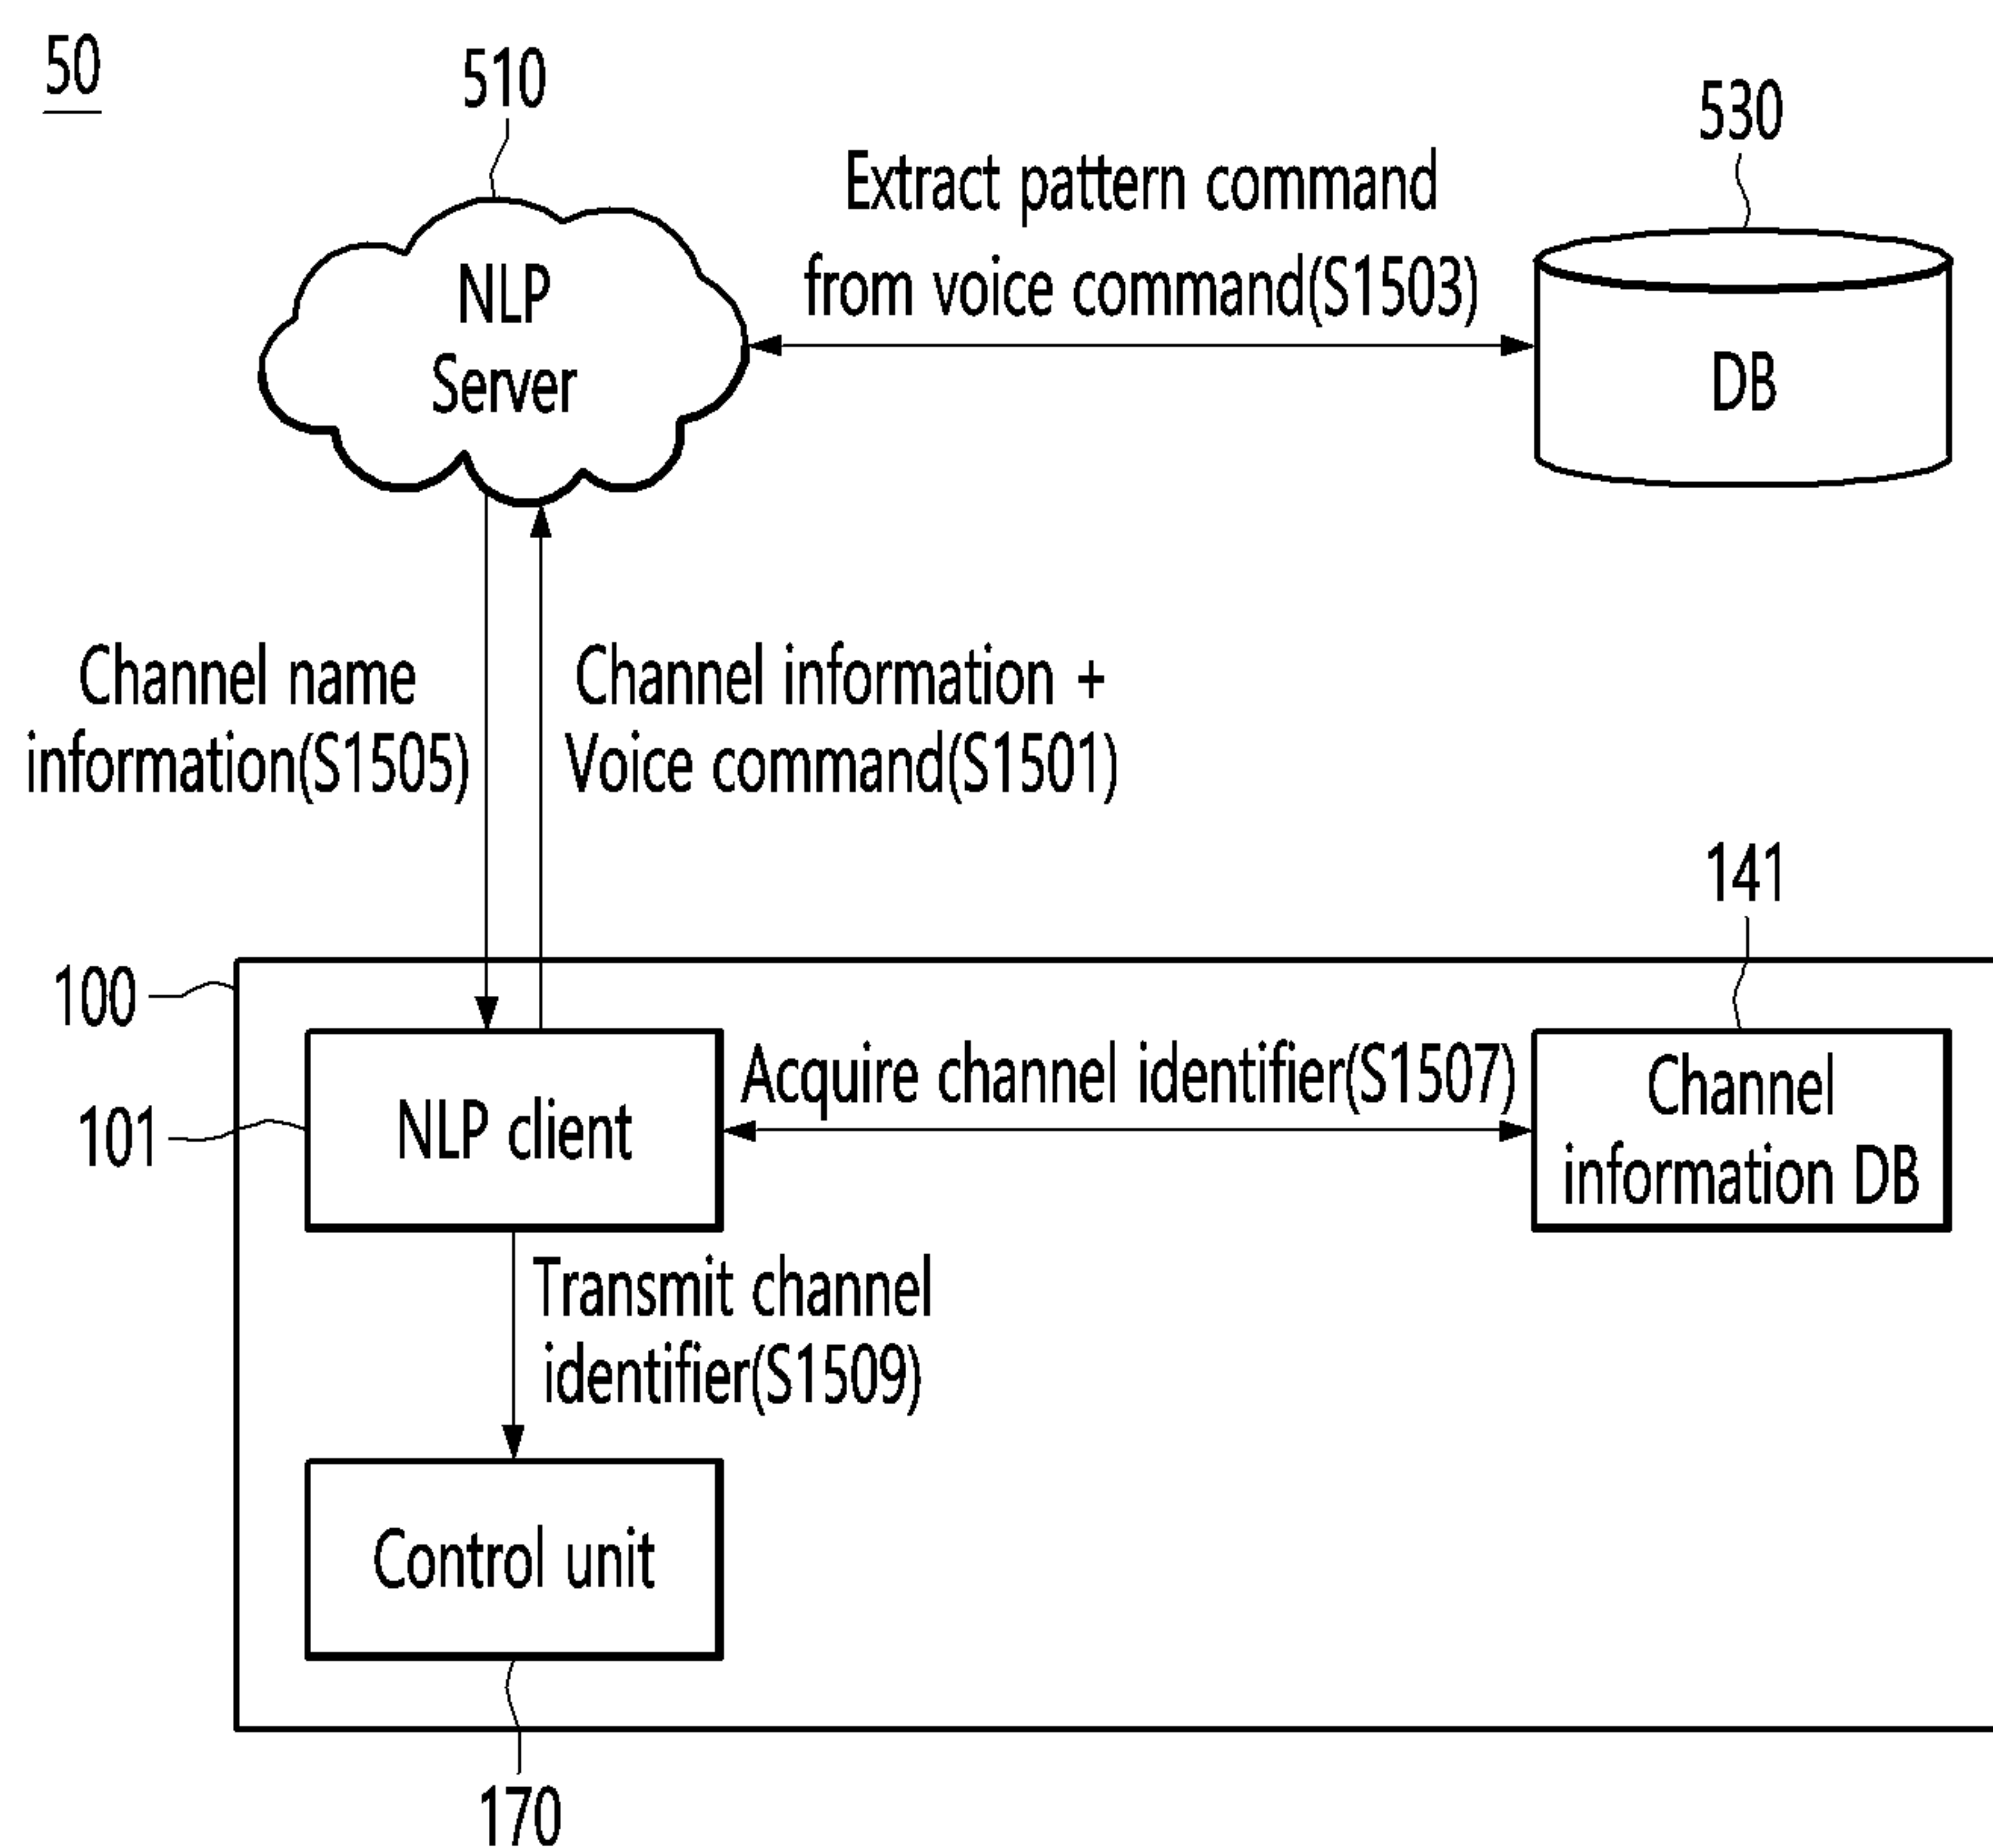 50
510
530
Extract pattern command
from voice command(S1503)
NLP
Server
DB
Channel name
information(S1505)
Channel information +
Voice command(S1501)
141
100
101
NLP client
Acquire channel identifier(S1507)
Channel
information DB
Transmit channel
identifier(S1509)
Control unit
170